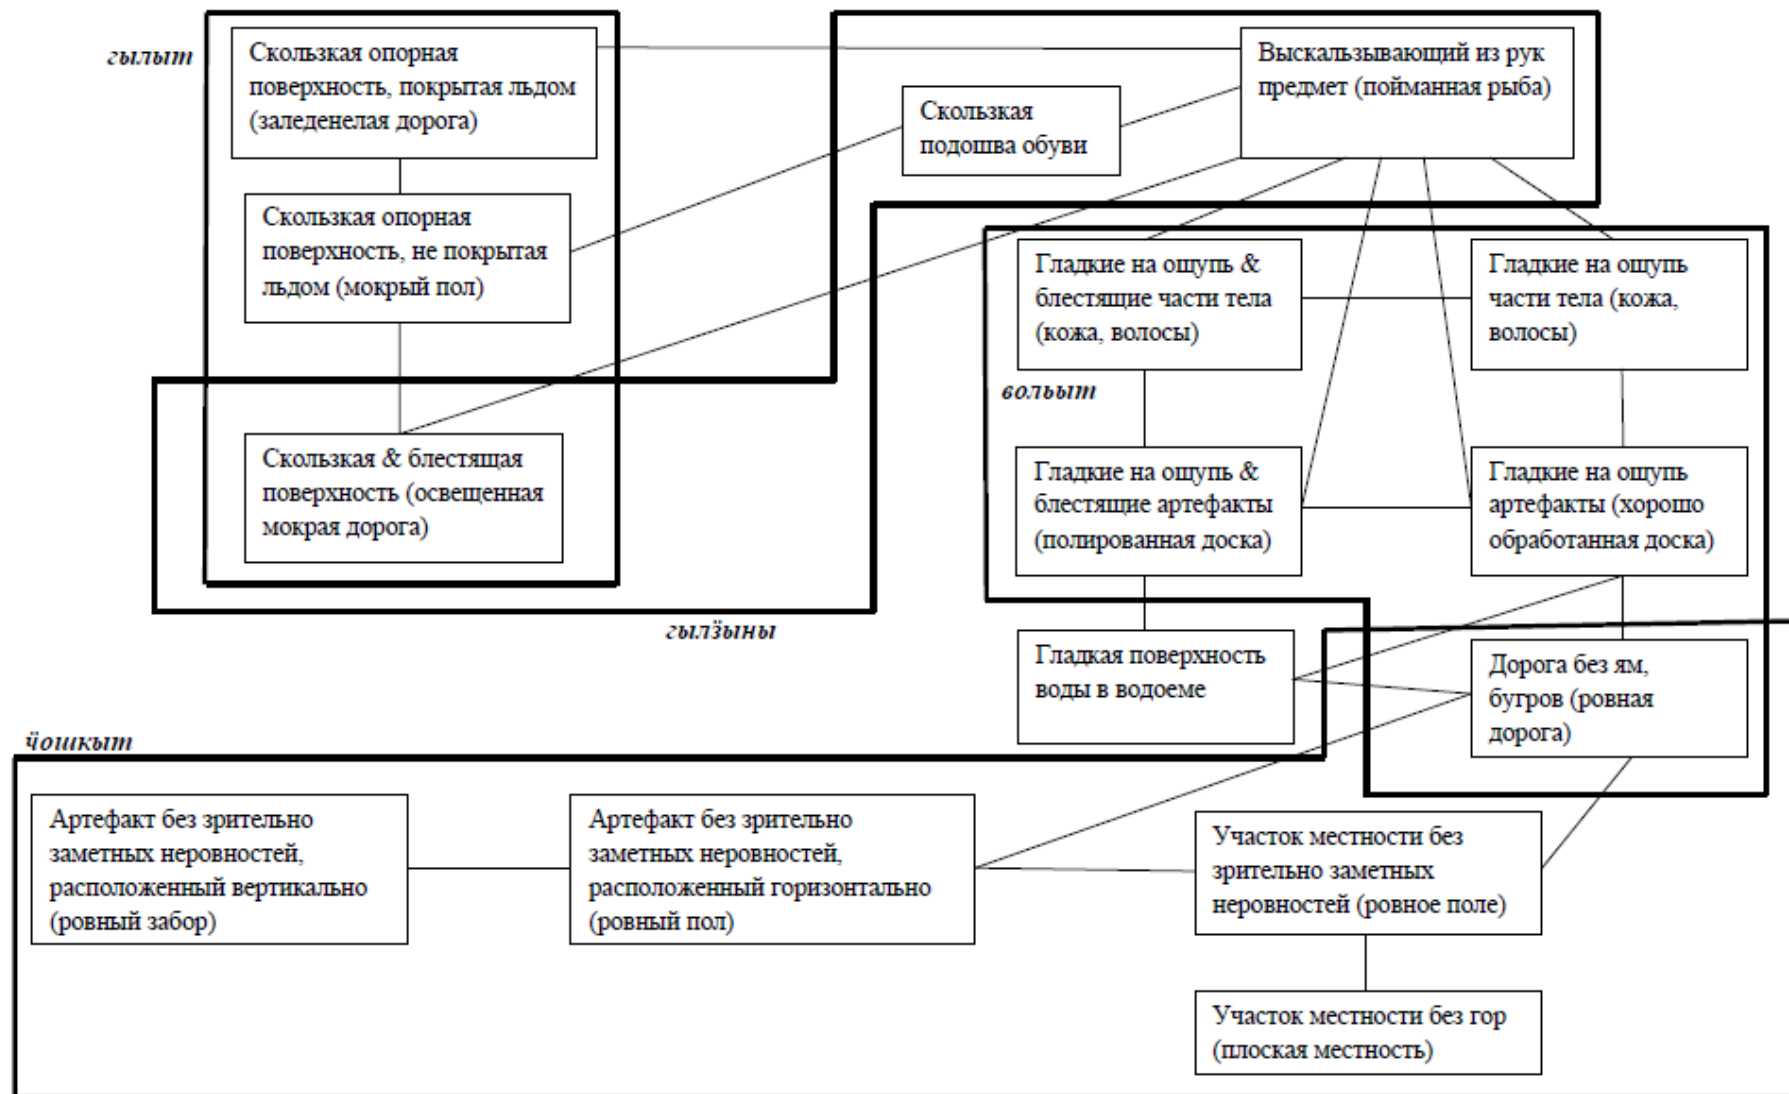 гылыт
Скользкая опорная
поверхность, покрытая льдом
(заледенелая дорога)
Выскальзывающий из рук
предмет (пойманная рыба)
Скользкая
подошва обуви
Скользкая опорная
поверхность, не покрытая
льдом (мокрый пол)
Гладкие на ощупь &
блестящие части тела
(кожа, волосы)
Гладкие на ощупь
части тела (кожа,
волосы)
вольыт
Скользкая & блестящая
поверхность (освещенная
мокрая дорога)
Гладкие на ощупь &
блестящие артефакты
(полированная доска)
Гладкие на ощупь
артефакты (хорошо
обработанная доска)
гылӟыны
Гладкая поверхность
воды в водоеме
Дорога без ям,
бугров (ровная
дорога)
ӵошкыт
Артефакт без зрительно
заметных неровностей,
расположенный вертикально
(ровный забор)
Артефакт без зрительно
заметных неровностей,
расположенный горизонтально
(ровный пол)
Участок местности без
зрительно заметных
неровностей (ровное поле)
Участок местности без гор
(плоская местность)